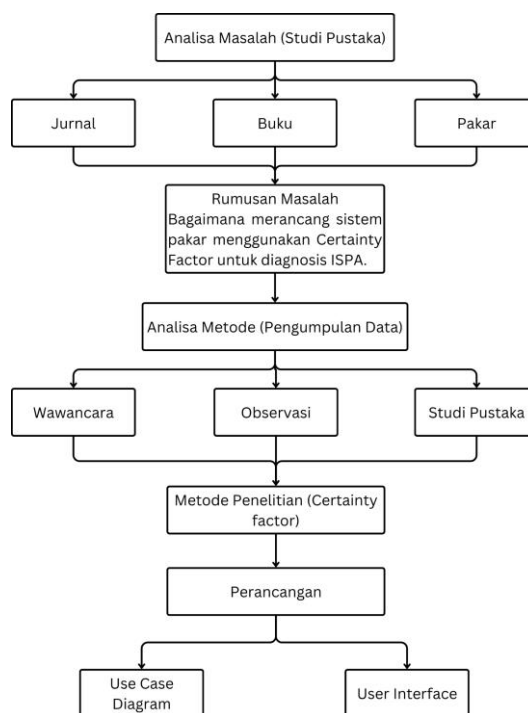 Analisa Masalah (Studi Pustaka)
Jurnal
Buku
Pakar
Rumusan Masalah
Bagaimana merancang sistem
pakar menggunakan Certainty
Factor untuk diagnosis ISPA.
Analisa Metode (Pengumpulan Data)
Wawancara
Observasi
Studi Pustaka
Metode Penelitian (Certainty
factor)
Perancangan
Use Case
Diagram
User Interface